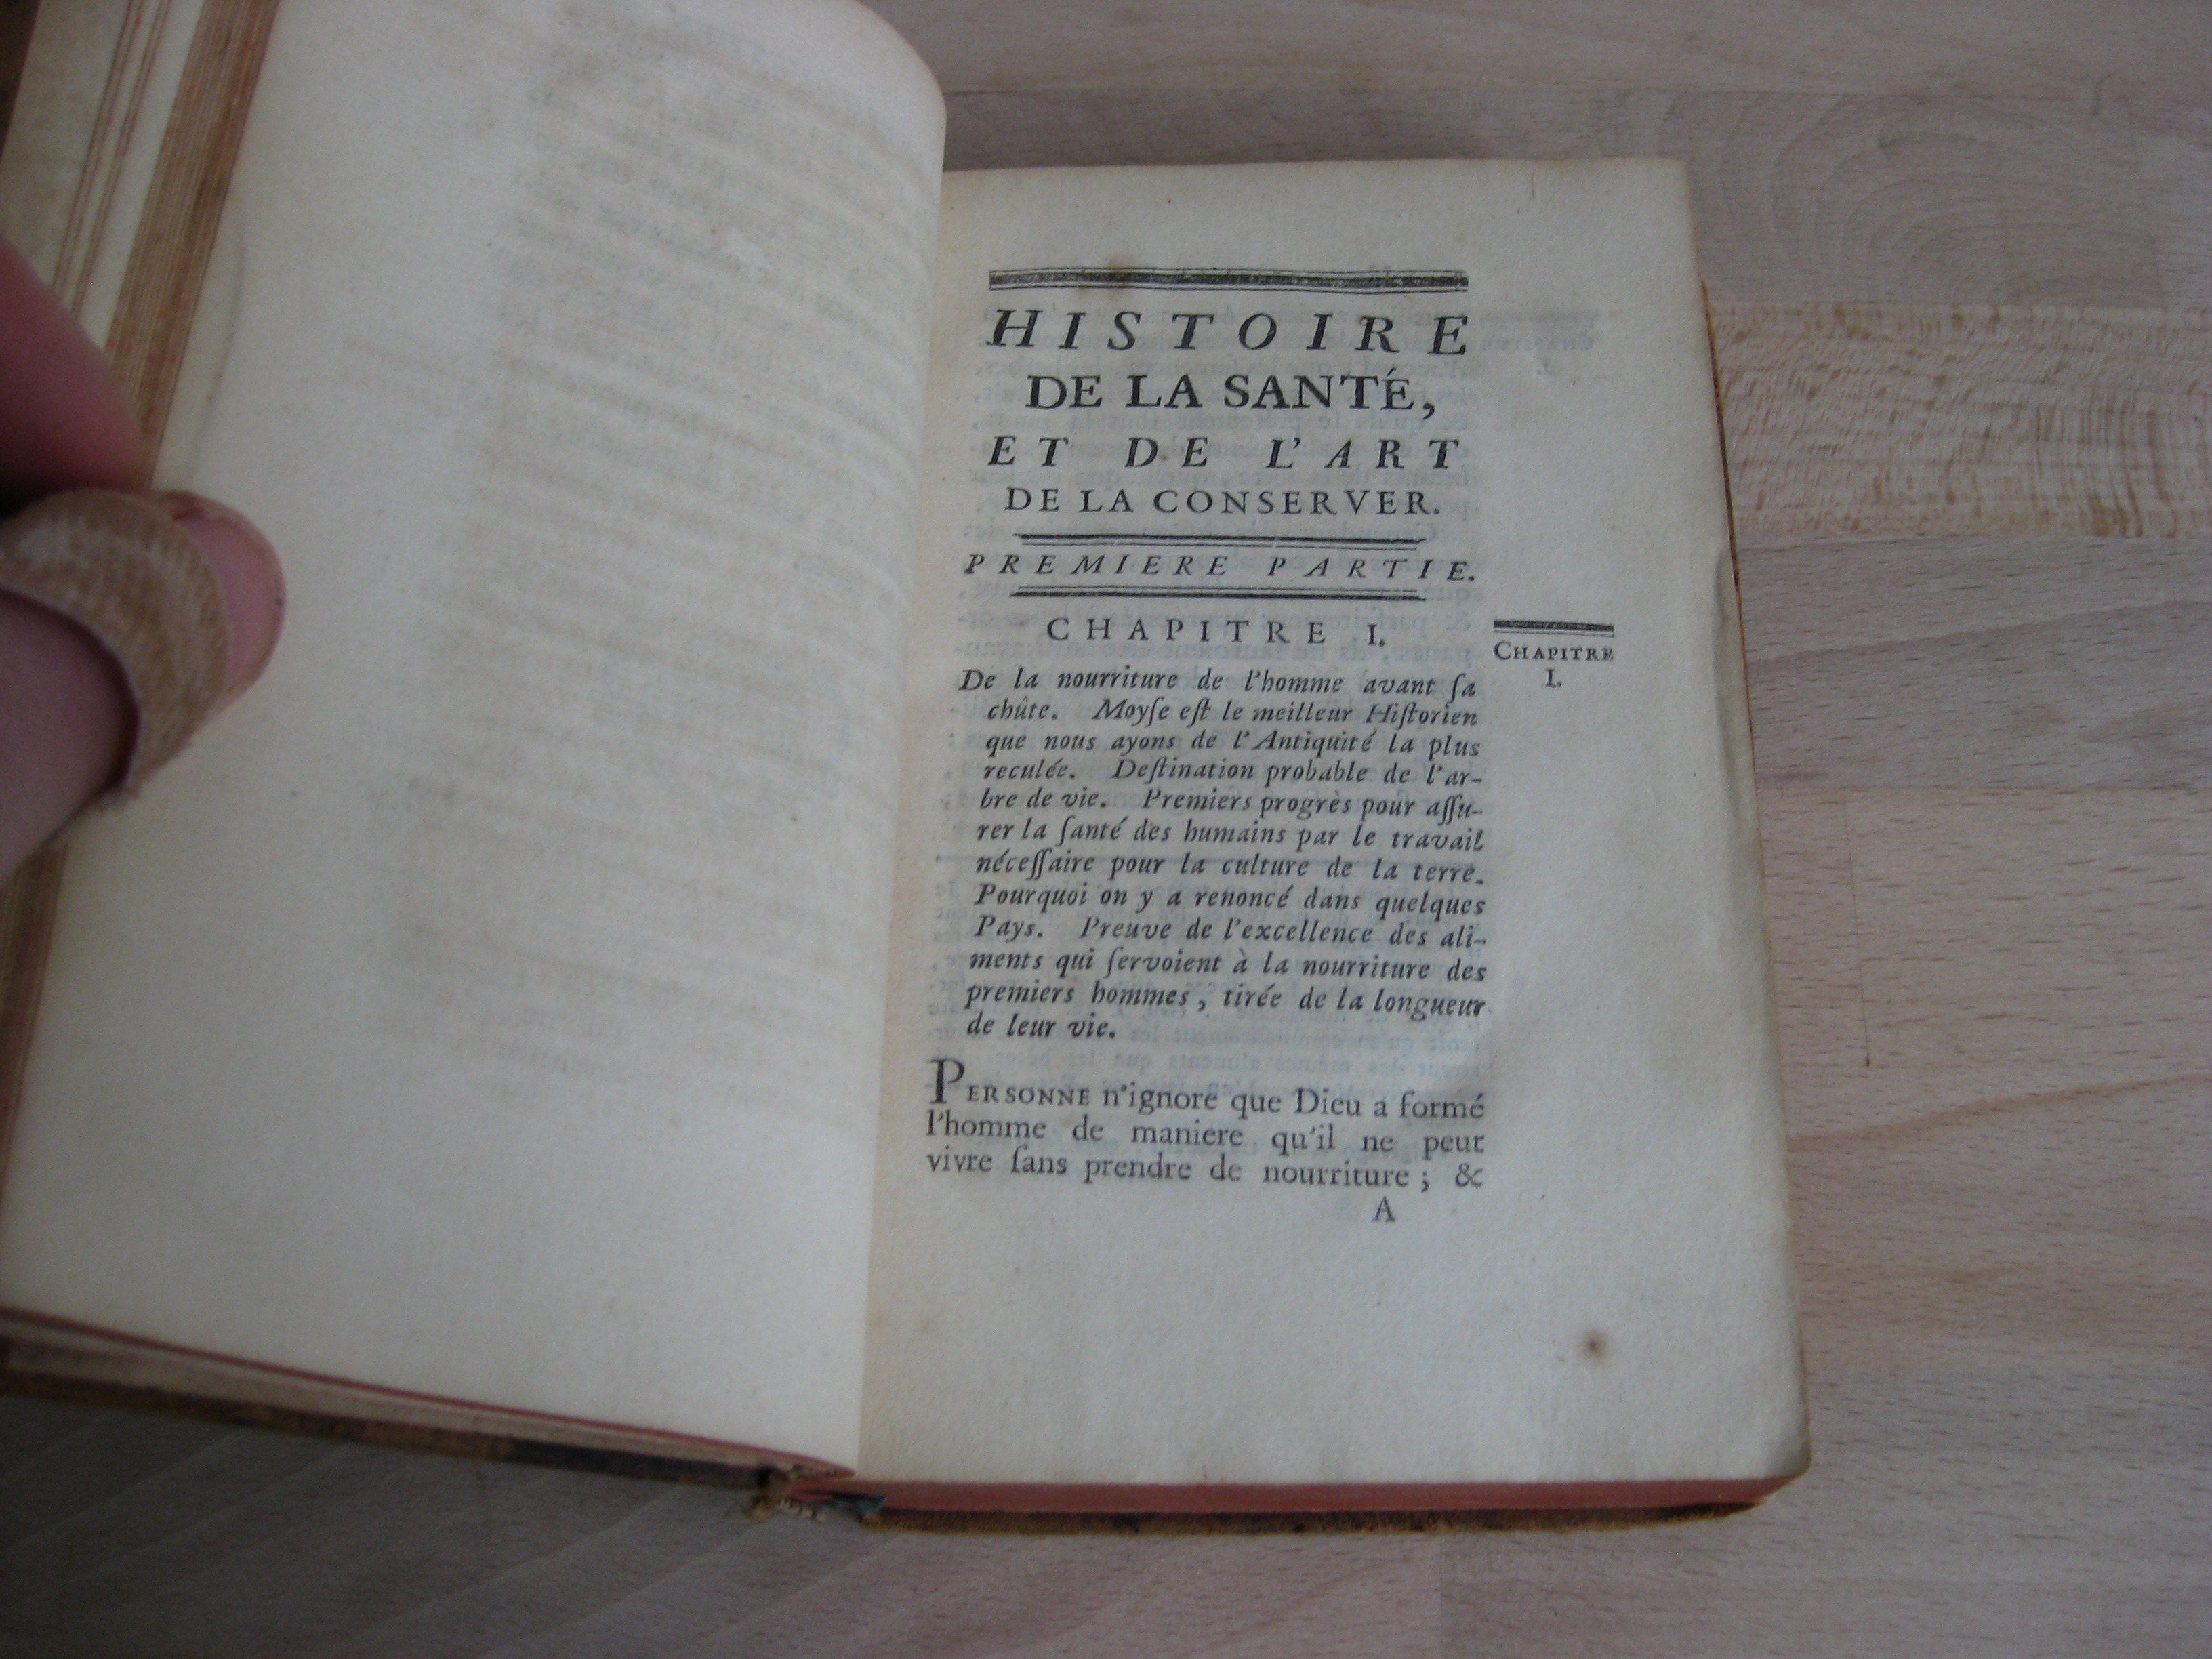 HISTOIRE
DE LA SANTÉ,
ET DE L'ART
DE LA CONSERVER.
PREMIERE PARTIE.
CHAPITRE I.
CHAPITRE
I.
De la nourriture de l'homme avant ſa
chûte. Moyſe eſt le meilleur Hiſtorien
que nous ayons de l'Antiquité la plus
reculée. Deſtination probable de l'ar-
bre de vie. Premiers progrès pour aſſu-
rer la ſanté des humains par le travail
néceſſaire pour la culture de la terre.
Pourquoi on y a renoncé dans quelques
Pays. Preuve de l'excellence des ali-
ments qui ſervoient à la nourriture des
premiers hommes, tirée de la longueur
de leur vie.
PERSONNE n'ignore que Dieu a formé
l'homme de maniere qu'il ne peut
vivre ſans prendre de nourriture ; &
A